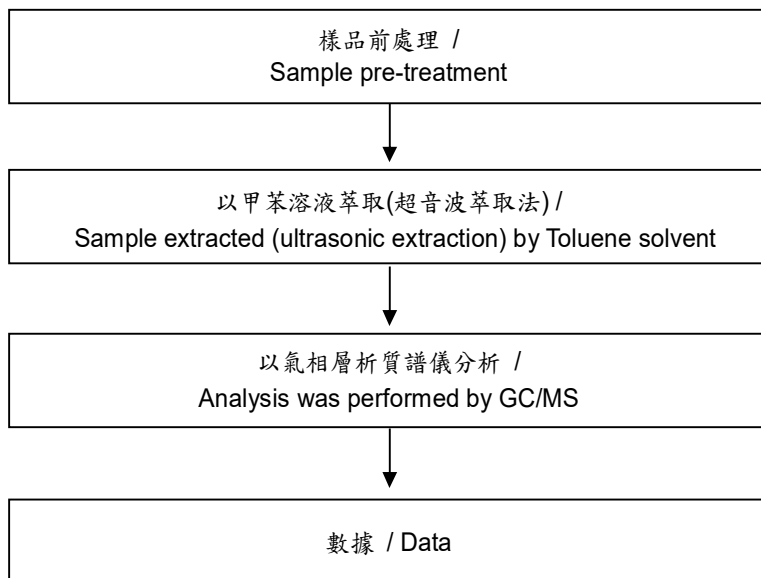 樣品前處理 /
Sample pre-treatment
以甲苯溶液萃取(超音波萃取法) /
Sample extracted (ultrasonic extraction) by Toluene solvent
以氣相層析質譜儀分析 /
Analysis was performed by GC/MS
數據 / Data